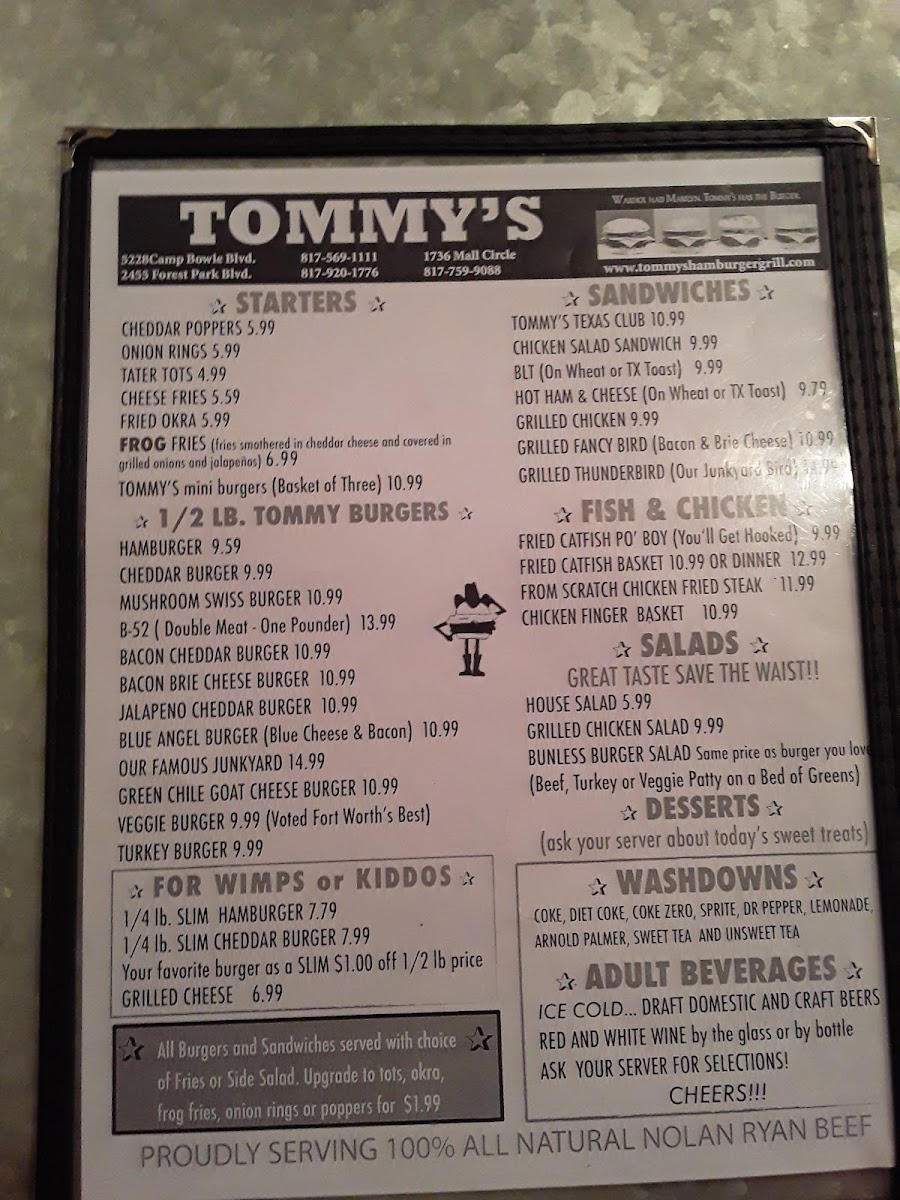 TOMMY'S
5228Camp Bowie Blvd. 817-569-1111 1736 Mall Circle
2455 Forest Park Blvd. 817-920-1776 817-759-9088
TOMMY'S HAS THE BURGER.
www.tommyshamburgergrill.com
STARTERS
CHEDDAR POPPERS 5.99
ONION RINGS 5.99
TATER TOTS 4.99
CHEESE FRIES 5.59
FRIED OKRA 5.99
FROG FRIES (fries smothered in cheddar cheese and covered in
grilled onions and jalapeños) 6.99
TOMMY'S mini burgers (Basket of Three) 10.99
1/2 LB. TOMMY BURGERS
HAMBURGER 9.59
CHEDDAR BURGER 9.99
MUSHROOM SWISS BURGER 10.99
B-52 ( Double Meat - One Pounder) 13.99
BACON CHEDDAR BURGER 10.99
BACON BRIE CHEESE BURGER 10.99
JALAPENO CHEDDAR BURGER 10.99
BLUE ANGEL BURGER (Blue Cheese & Bacon) 10.99
OUR FAMOUS JUNKYARD 14.99
GREEN CHILE GOAT CHEESE BURGER 10.99
VEGGIE BURGER 9.99 (Voted Fort Worth's Best)
TURKEY BURGER 9.99
FOR WIMPS or KIDDOS
1/4 lb. SLIM HAMBURGER 7.79
1/4 lb. SLIM CHEDDAR BURGER 7.99
Your favorite burger as a SLIM $1.00 off 1/2 lb price
GRILLED CHEESE 6.99
All Burgers and Sandwiches served with choice
of Fries or Side Salad. Upgrade to tots, okra,
frog fries, onion rings or poppers for $1.99
SANDWICHES
TOMMY'S TEXAS CLUB 10.99
CHICKEN SALAD SANDWICH 9.99
BLT (On Wheat or TX Toast) 9.99
HOT HAM & CHEESE (On Wheat or TX Toast) 9.79
GRILLED CHICKEN 9.99
GRILLED FANCY BIRD (Bacon & Brie Cheese) 10.99
GRILLED THUNDERBIRD (Our Junkyard Bird)
FISH & CHICKEN
FRIED CATFISH PO' BOY (You'll Get Hooked) 9.99
FRIED CATFISH BASKET 10.99 OR DINNER 12.99
FROM SCRATCH CHICKEN FRIED STEAK 11.99
CHICKEN FINGER BASKET 10.99
SALADS
GREAT TASTE SAVE THE WAIST!!
HOUSE SALAD 5.99
GRILLED CHICKEN SALAD 9.99
BUNLESS BURGER SALAD Same price as burger you love
(Beef, Turkey or Veggie Patty on a Bed of Greens)
DESSERTS
(ask your server about today's sweet treats)
WASHDOWNS
COKE, DIET COKE, COKE ZERO, SPRITE, DR PEPPER, LEMONADE,
ARNOLD PALMER, SWEET TEA AND UNSWEET TEA
ADULT BEVERAGES
ICE COLD... DRAFT DOMESTIC AND CRAFT BEERS
RED AND WHITE WINE by the glass or by bottle
ASK YOUR SERVER FOR SELECTIONS!
CHEERS!!!
PROUDLY SERVING 100% ALL NATURAL NOLAN RYAN BEEF